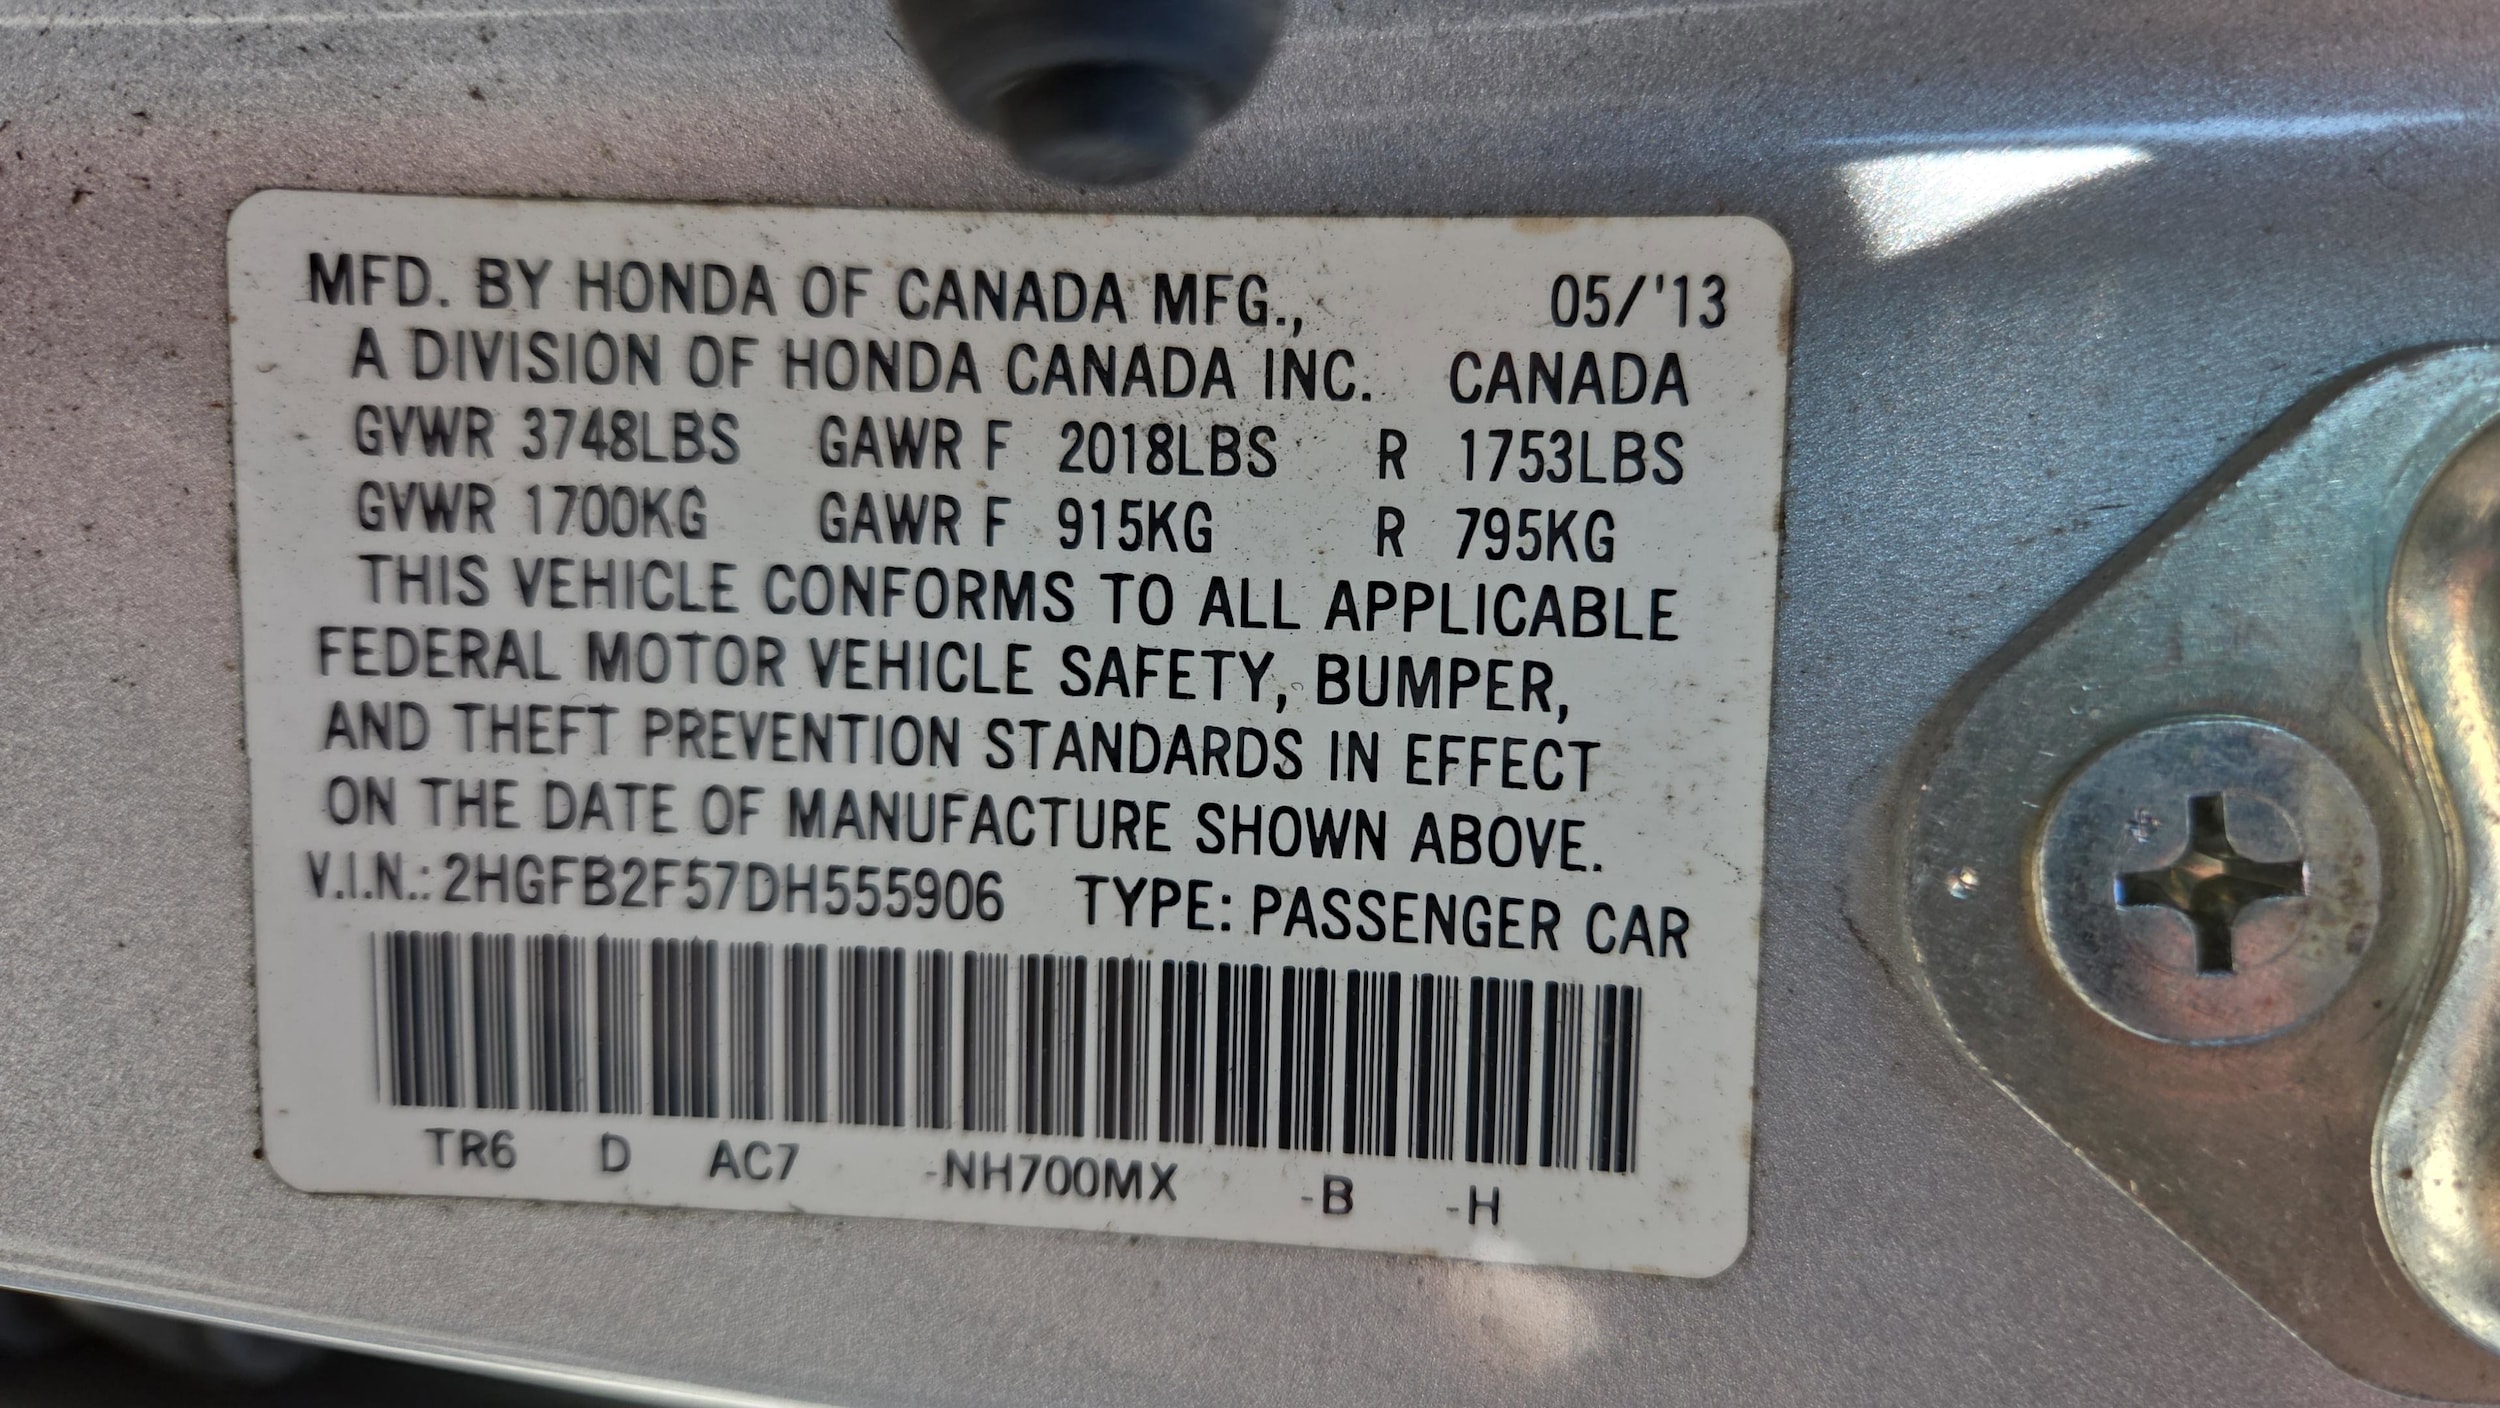 MFD. BY HONDA OF CANADA MFG., 05/'13
A DIVISION OF HONDA CANADA INC. CANADA
GVWR 3748LBS GAWR F 2018LBS R 1753LBS
GVWR 1700KG GAWR F 915KG R 795KG
THIS VEHICLE CONFORMS TO ALL APPLICABLE
FEDERAL MOTOR VEHICLE SAFETY, BUMPER,
AND THEFT PREVENTION STANDARDS IN EFFECT
ON THE DATE OF MANUFACTURE SHOWN ABOVE.
V.I.N.: 2HGFB2F57DH555906 TYPE: PASSENGER CAR
TR6 D AC7 -NH700MX -B -H